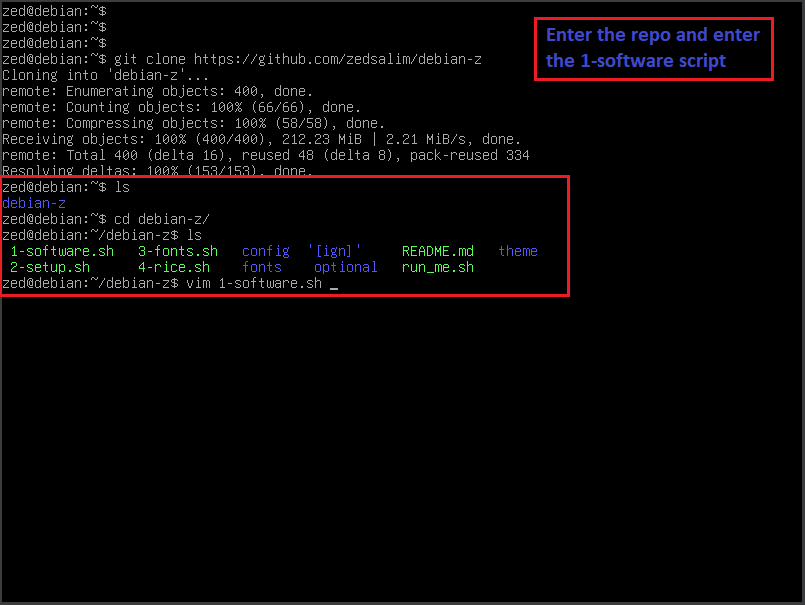 zed@debian:~$
zed@debian:~$
zed@debian:~$
zed@debian:~$ git clone https://github.com/zedsalim/debian-z
Cloning into 'debian-z'...
remote: Enumerating objects: 400, done.
remote: Counting objects: 100% (66/66), done.
remote: Compressing objects: 100% (58/58), done.
Receiving objects: 100% (400/400), 212.23 MiB | 2.21 MiB/s, done.
remote: Total 400 (delta 16), reused 48 (delta 8), pack-reused 334
Resolving deltas: 100% (153/153), done.
Enter the repo and enter
the 1-software script
zed@debian:~$ ls
debian-z
zed@debian:~$ cd debian-z/
zed@debian:~/debian-z$ ls
1-software.sh 3-fonts.sh config '[ign]' README.md theme
2-setup.sh 4-rice.sh fonts optional run_me.sh
zed@debian:~/debian-z$ vim 1-software.sh _